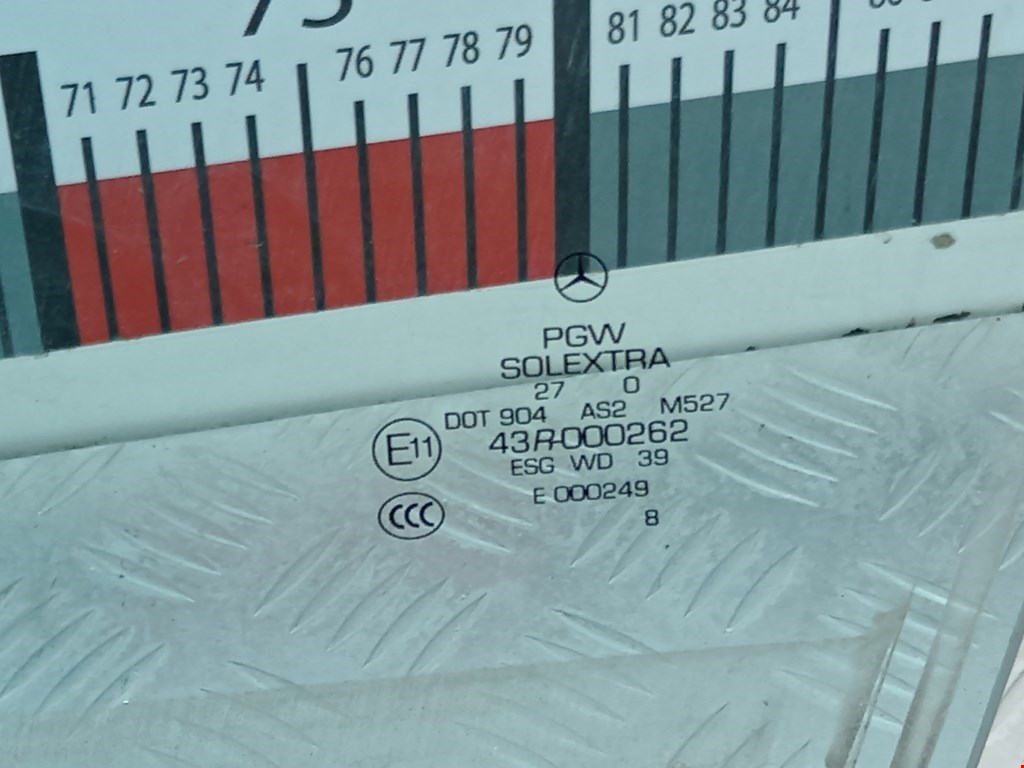 71 72 73 74 76 77 78 79 81 82 83 84
PGW
SOLEXTRA
27 0
DOT 904 AS2 M527
E11 43R-000262
ESG WD 39
E 000249
CCC
8